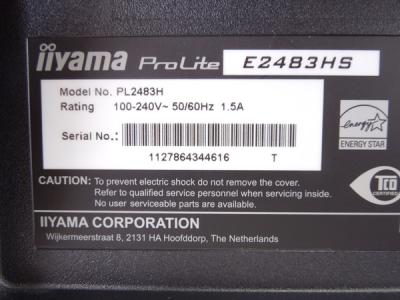 iiyama ProLite E2483HS
Model No. PL2483H
Rating 100-240V~ 50/60Hz 1.5A
Serial No.:
1127864344616 T
energy
ENERGY STAR
CAUTION: To prevent electric shock do not remove the cover.
Refer to qualified service personnel when servicing inside.
No user serviceable parts are available.
TCO
CERTIFIED
IIYAMA CORPORATION
Wijkermeerstraat 8, 2131 HA Hoofddorp, The Netherlands